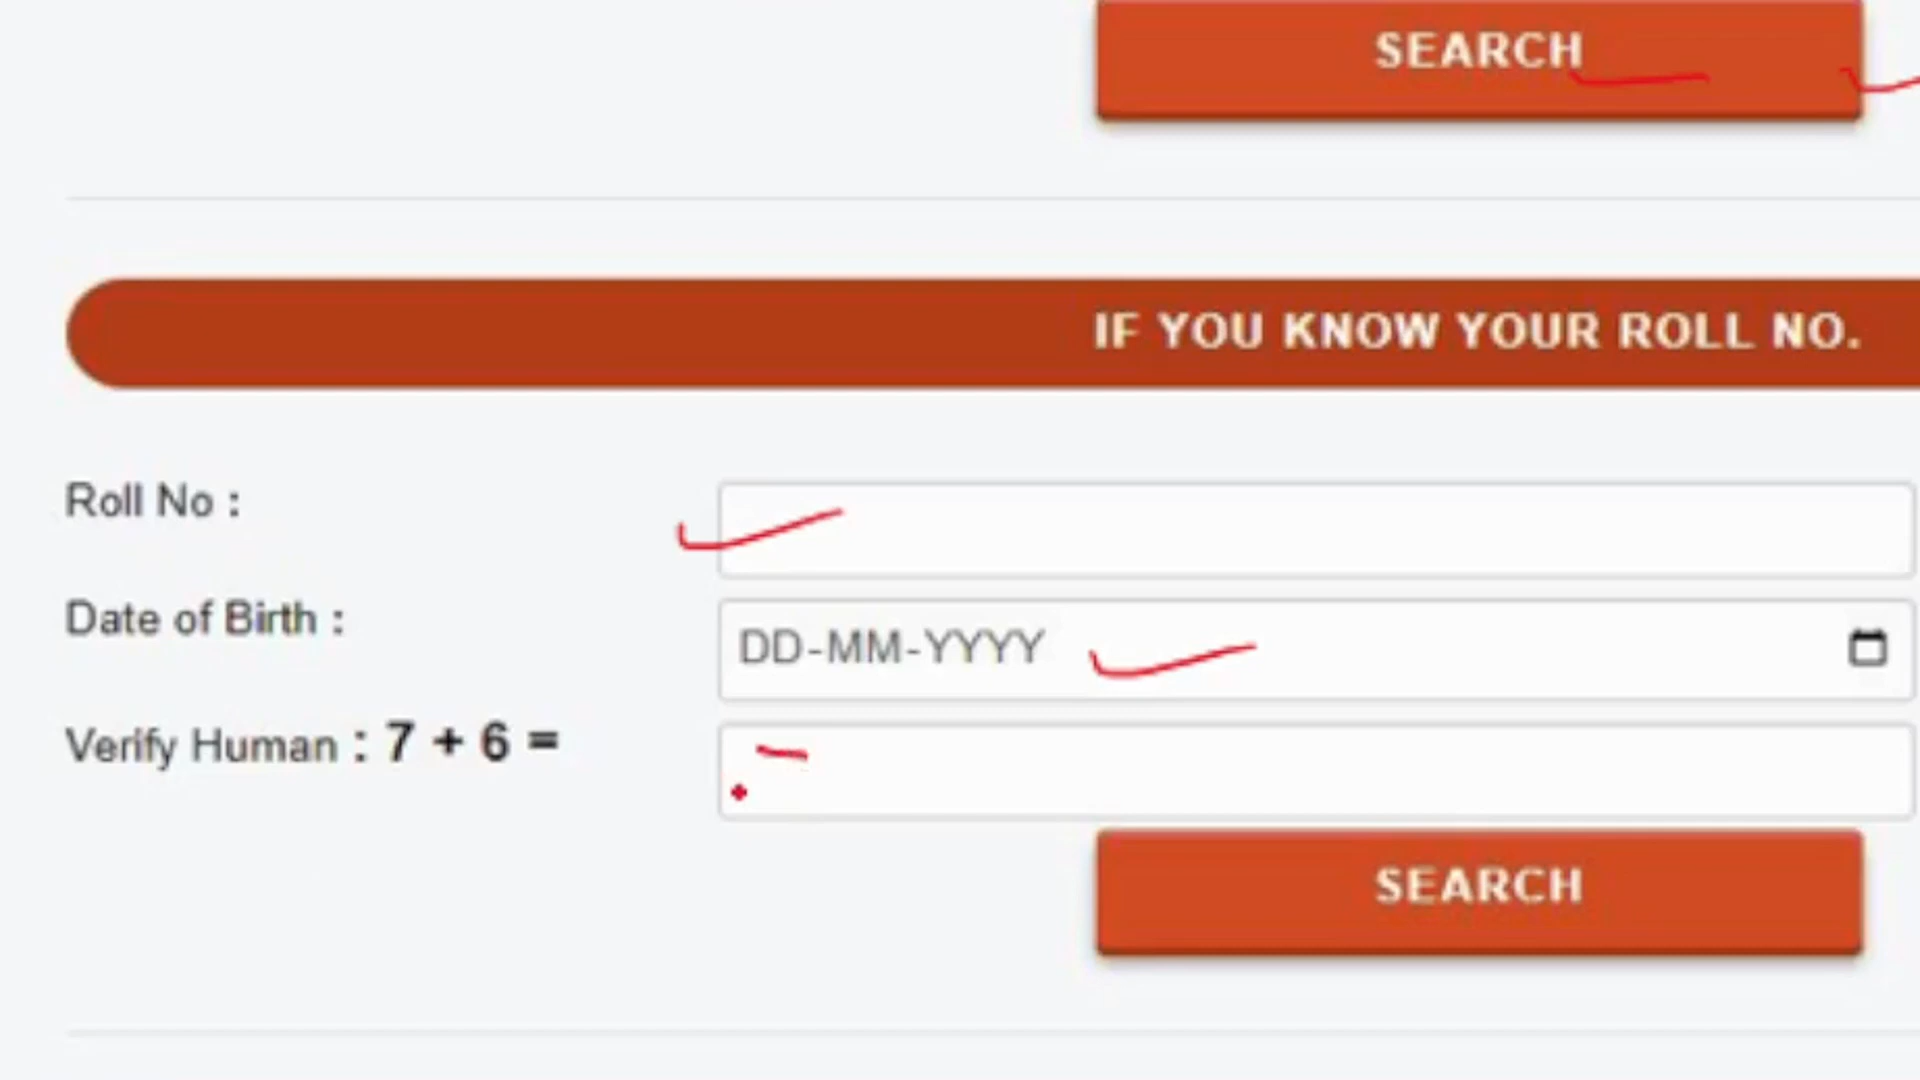 SEARCH
IF YOU KNOW YOUR ROLL NO.
Roll No :
Date of Birth :
DD-MM-YYYY
Verify Human : 7 + 6 =
SEARCH